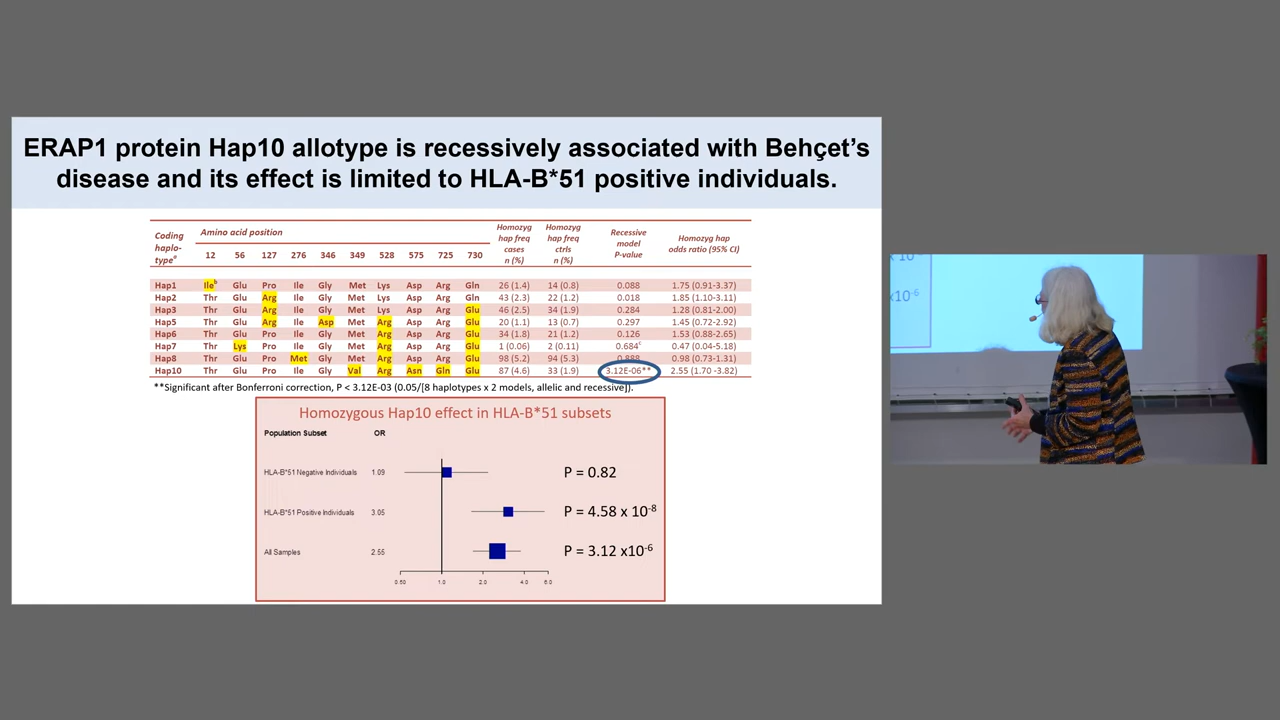 ERAP1 protein Hap10 allotype is recessively associated with Behçet's
disease and its effect is limited to HLA-B*51 positive individuals.
Coding haplo-typeᵃ Amino acid position Homozyg hap freq cases n (%) Homozyg hap freq ctrls n (%) Recessive model P-value Homozyg hap odds ratio (95% CI)
12 56 127 276 346 349 528 575 725 730
Hap1 Ileᵇ Glu Pro Ile Gly Met Lys Asp Arg Gln 26 (1.4) 14 (0.8) 0.088 1.75 (0.91-3.37)
Hap2 Thr Glu Arg Ile Gly Met Lys Asp Arg Gln 43 (2.3) 22 (1.2) 0.018 1.85 (1.10-3.11)
Hap3 Thr Glu Arg Ile Gly Met Lys Asp Arg Glu 46 (2.5) 34 (1.9) 0.284 1.28 (0.81-2.00)
Hap5 Thr Glu Arg Ile Asp Met Arg Asp Arg Glu 20 (1.1) 13 (0.7) 0.297 1.45 (0.72-2.92)
Hap6 Thr Glu Pro Ile Gly Met Arg Asp Arg Glu 34 (1.8) 21 (1.2) 0.126 1.53 (0.88-2.65)
Hap7 Thr Lys Pro Ile Gly Met Arg Asp Arg Glu 1 (0.06) 2 (0.11) 0.684ᶜ 0.47 (0.04-5.18)
Hap8 Thr Glu Pro Met Gly Met Arg Asp Arg Glu 98 (5.2) 94 (5.3) 0.888 0.98 (0.73-1.31)
Hap10 Thr Glu Pro Ile Gly Val Arg Asn Gln Glu 87 (4.6) 33 (1.9) 3.12E-06** 2.55 (1.70 -3.82)
**Significant after Bonferroni correction, P < 3.12E-03 (0.05/[8 haplotypes x 2 models, allelic and recessive]).
Homozygous Hap10 effect in HLA-B*51 subsets
Population Subset OR
HLA-B*51 Negative Individuals 1.09 P = 0.82
HLA-B*51 Positive Individuals 3.05 P = 4.58 x 10⁻⁸
All Samples 2.55 P = 3.12 x10⁻⁶
0.50 1.0 2.0 4.0 6.0